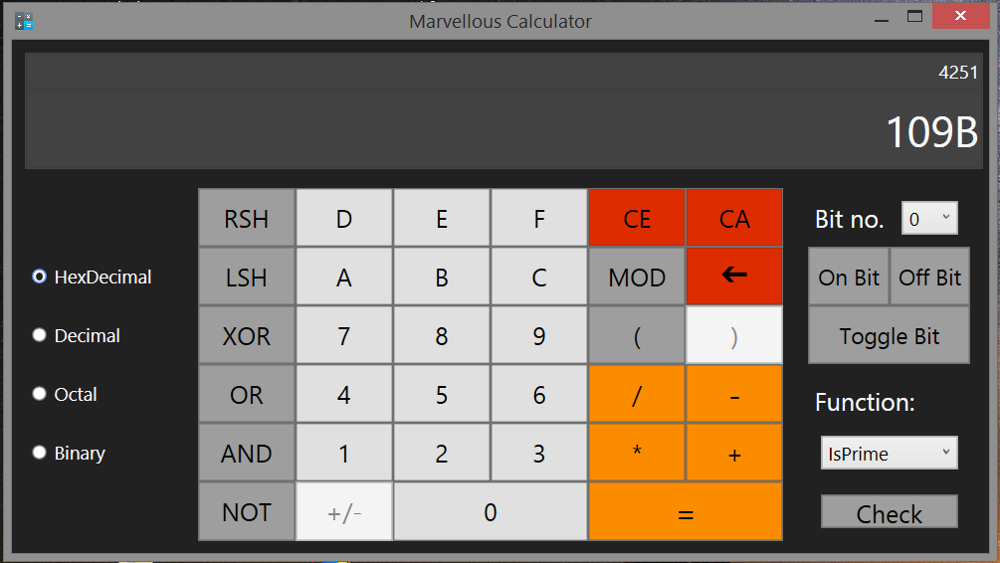 Marvellous Calculator
4251
109B
RSH D E F CE CA
Bit no. 0
HexDecimal
LSH A B C MOD ←
On Bit Off Bit
Decimal
XOR 7 8 9 ( )
Toggle Bit
Octal
OR 4 5 6 / -
Function:
Binary
AND 1 2 3 * +
IsPrime
NOT +/- 0 =
Check